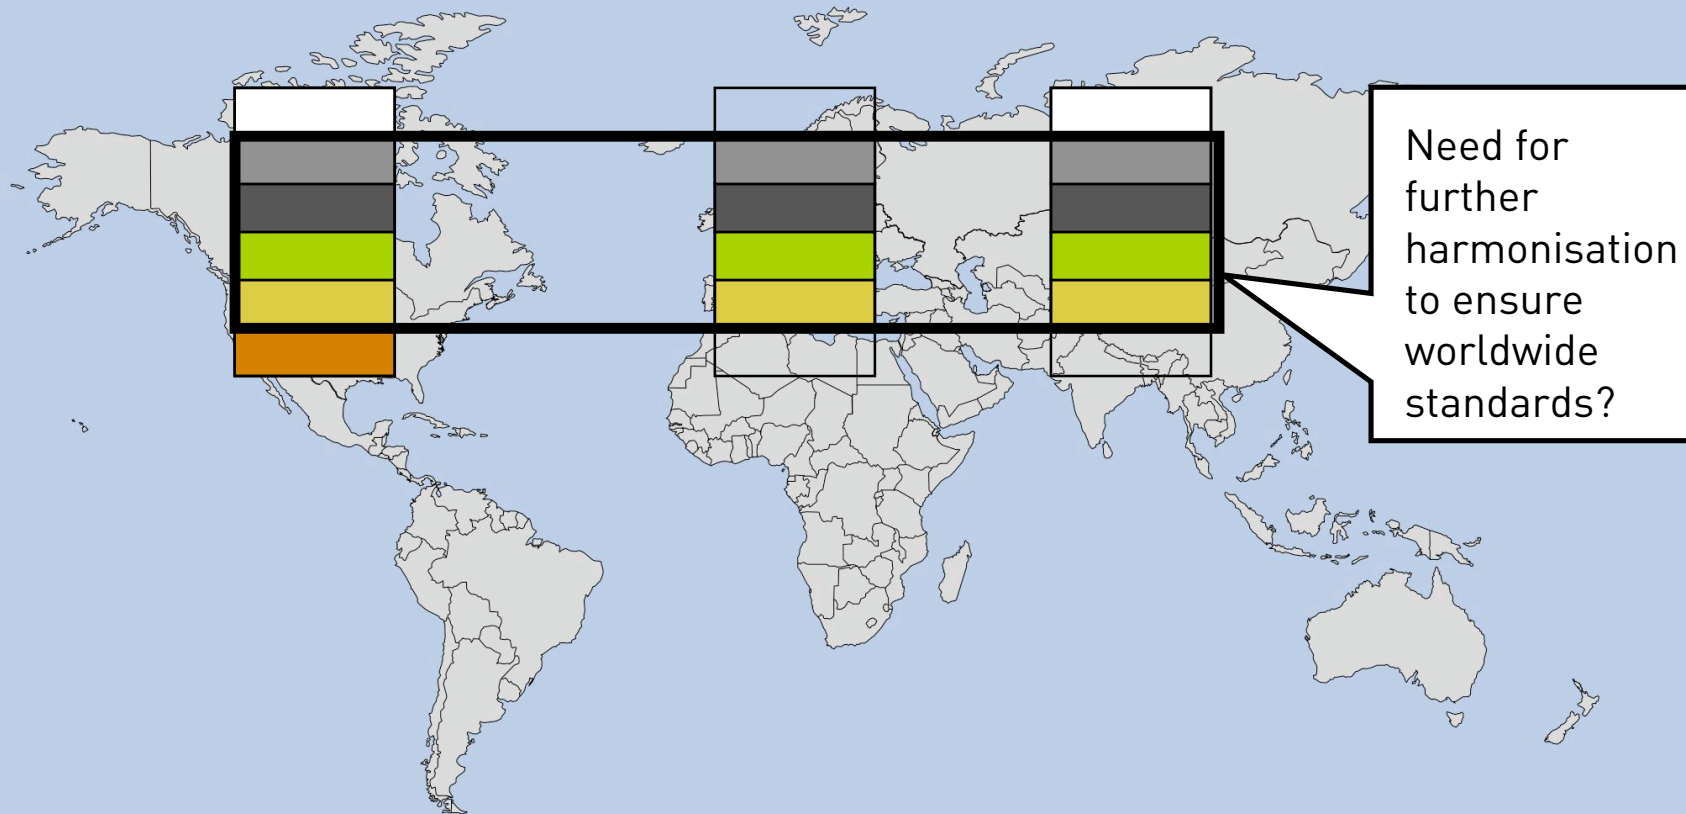 Need for
further
harmonisation
to ensure
worldwide
standards?